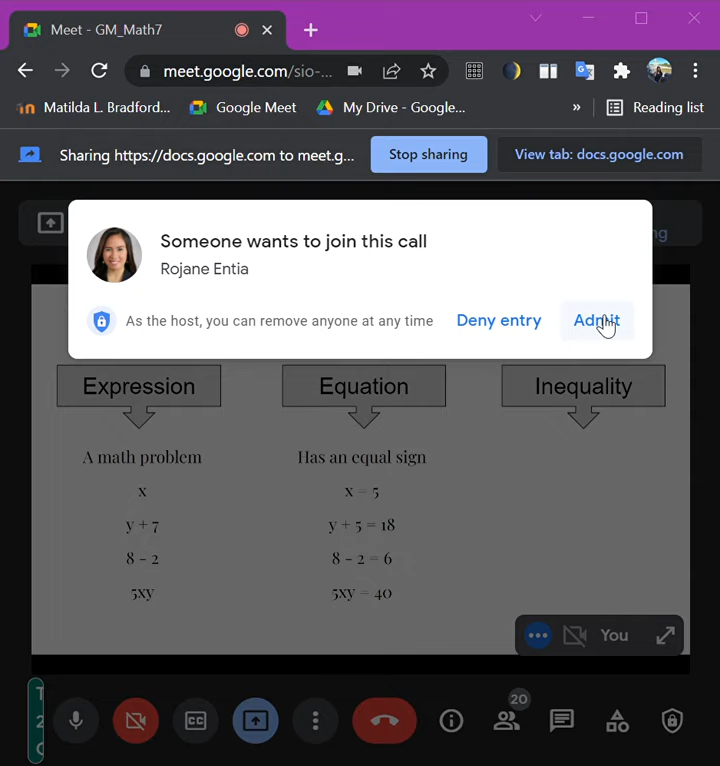 Meet - GM_Math7
meet.google.com/sio-...
Matilda L. Bradford... Google Meet My Drive - Google... » Reading list
Sharing https://docs.google.com to meet.g... Stop sharing View tab: docs.google.com
Someone wants to join this call
Rojane Entia
As the host, you can remove anyone at any time Deny entry Admit
Expression Equation Inequality
A math problem Has an equal sign
x x = 5
y + 7 y + 5 = 18
8 - 2 8 - 2 = 6
5xy 5xy = 40
You
20
CC